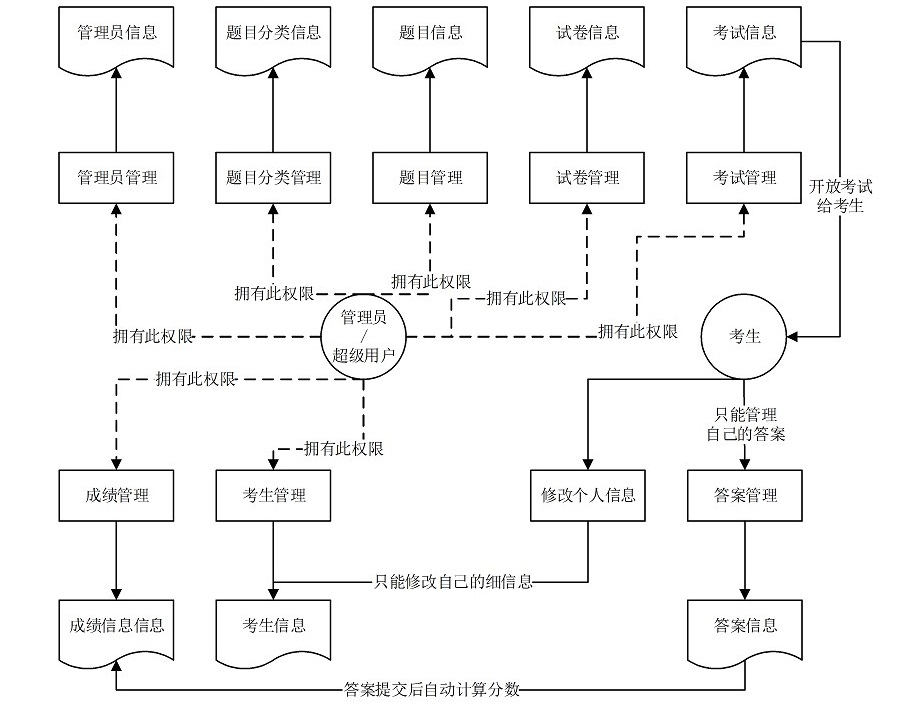 管理员信息
题目分类信息
题目信息
试卷信息
考试信息
管理员管理
题目分类管理
题目管理
试卷管理
考试管理
开放考试
给考生
拥有此权限
拥有此权限
拥有此权限
拥有此权限
拥有此权限
管理员
/
超级用户
考生
拥有此权限
只能管理
自己的答案
拥有此权限
成绩管理
考生管理
修改个人信息
答案管理
只能修改自己的细信息
成绩信息信息
考生信息
答案信息
答案提交后自动计算分数